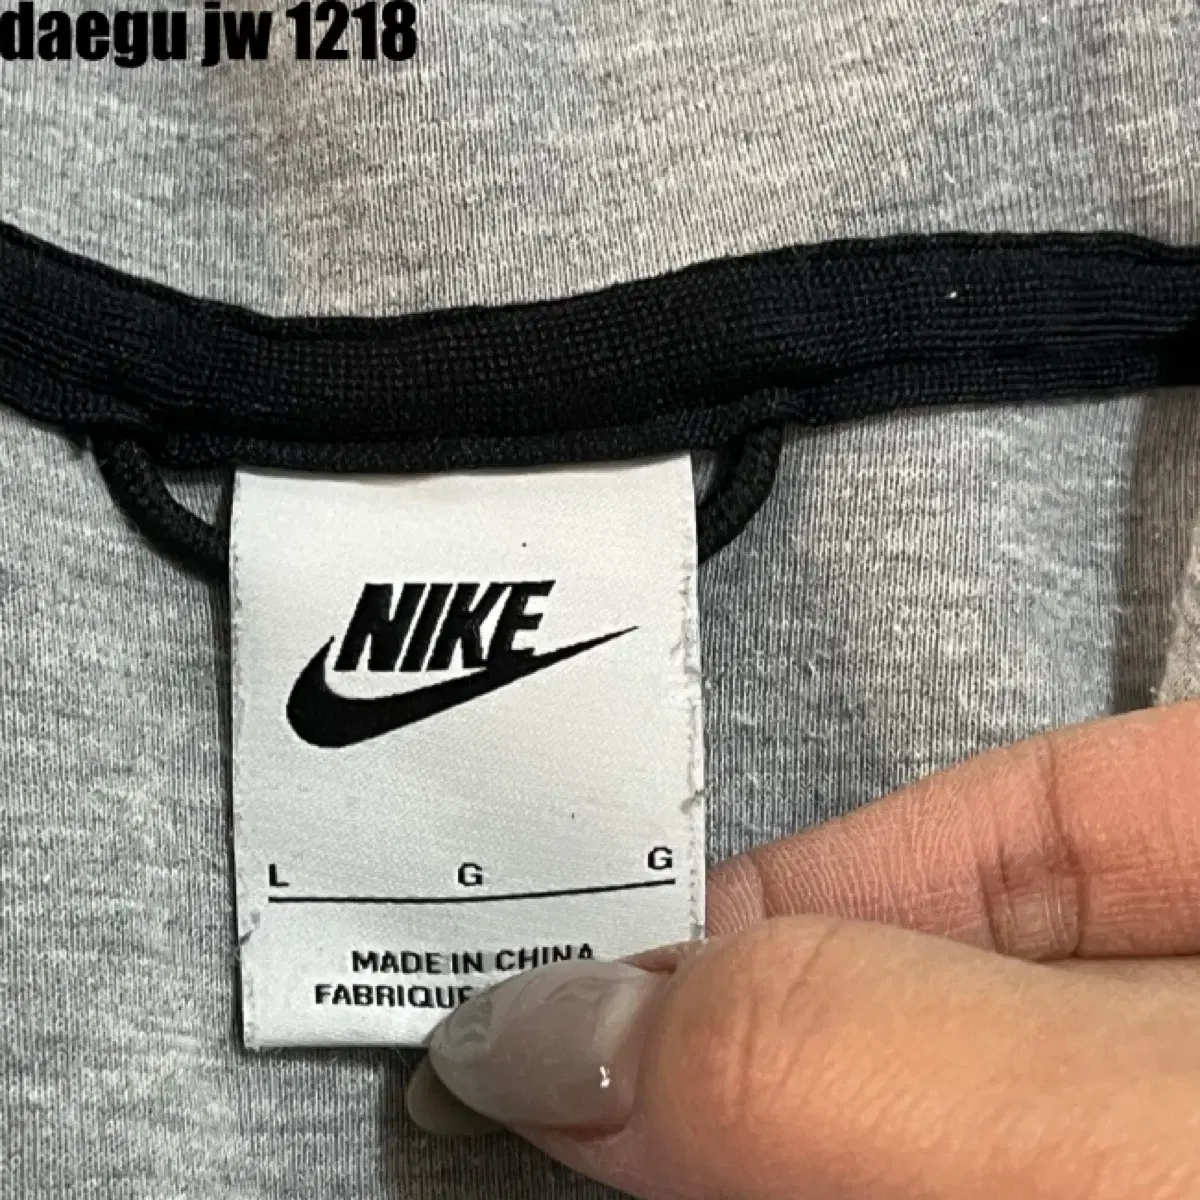 daegu jw 1218
NIKE
L G G
MADE IN CHINA
FABRIQUE